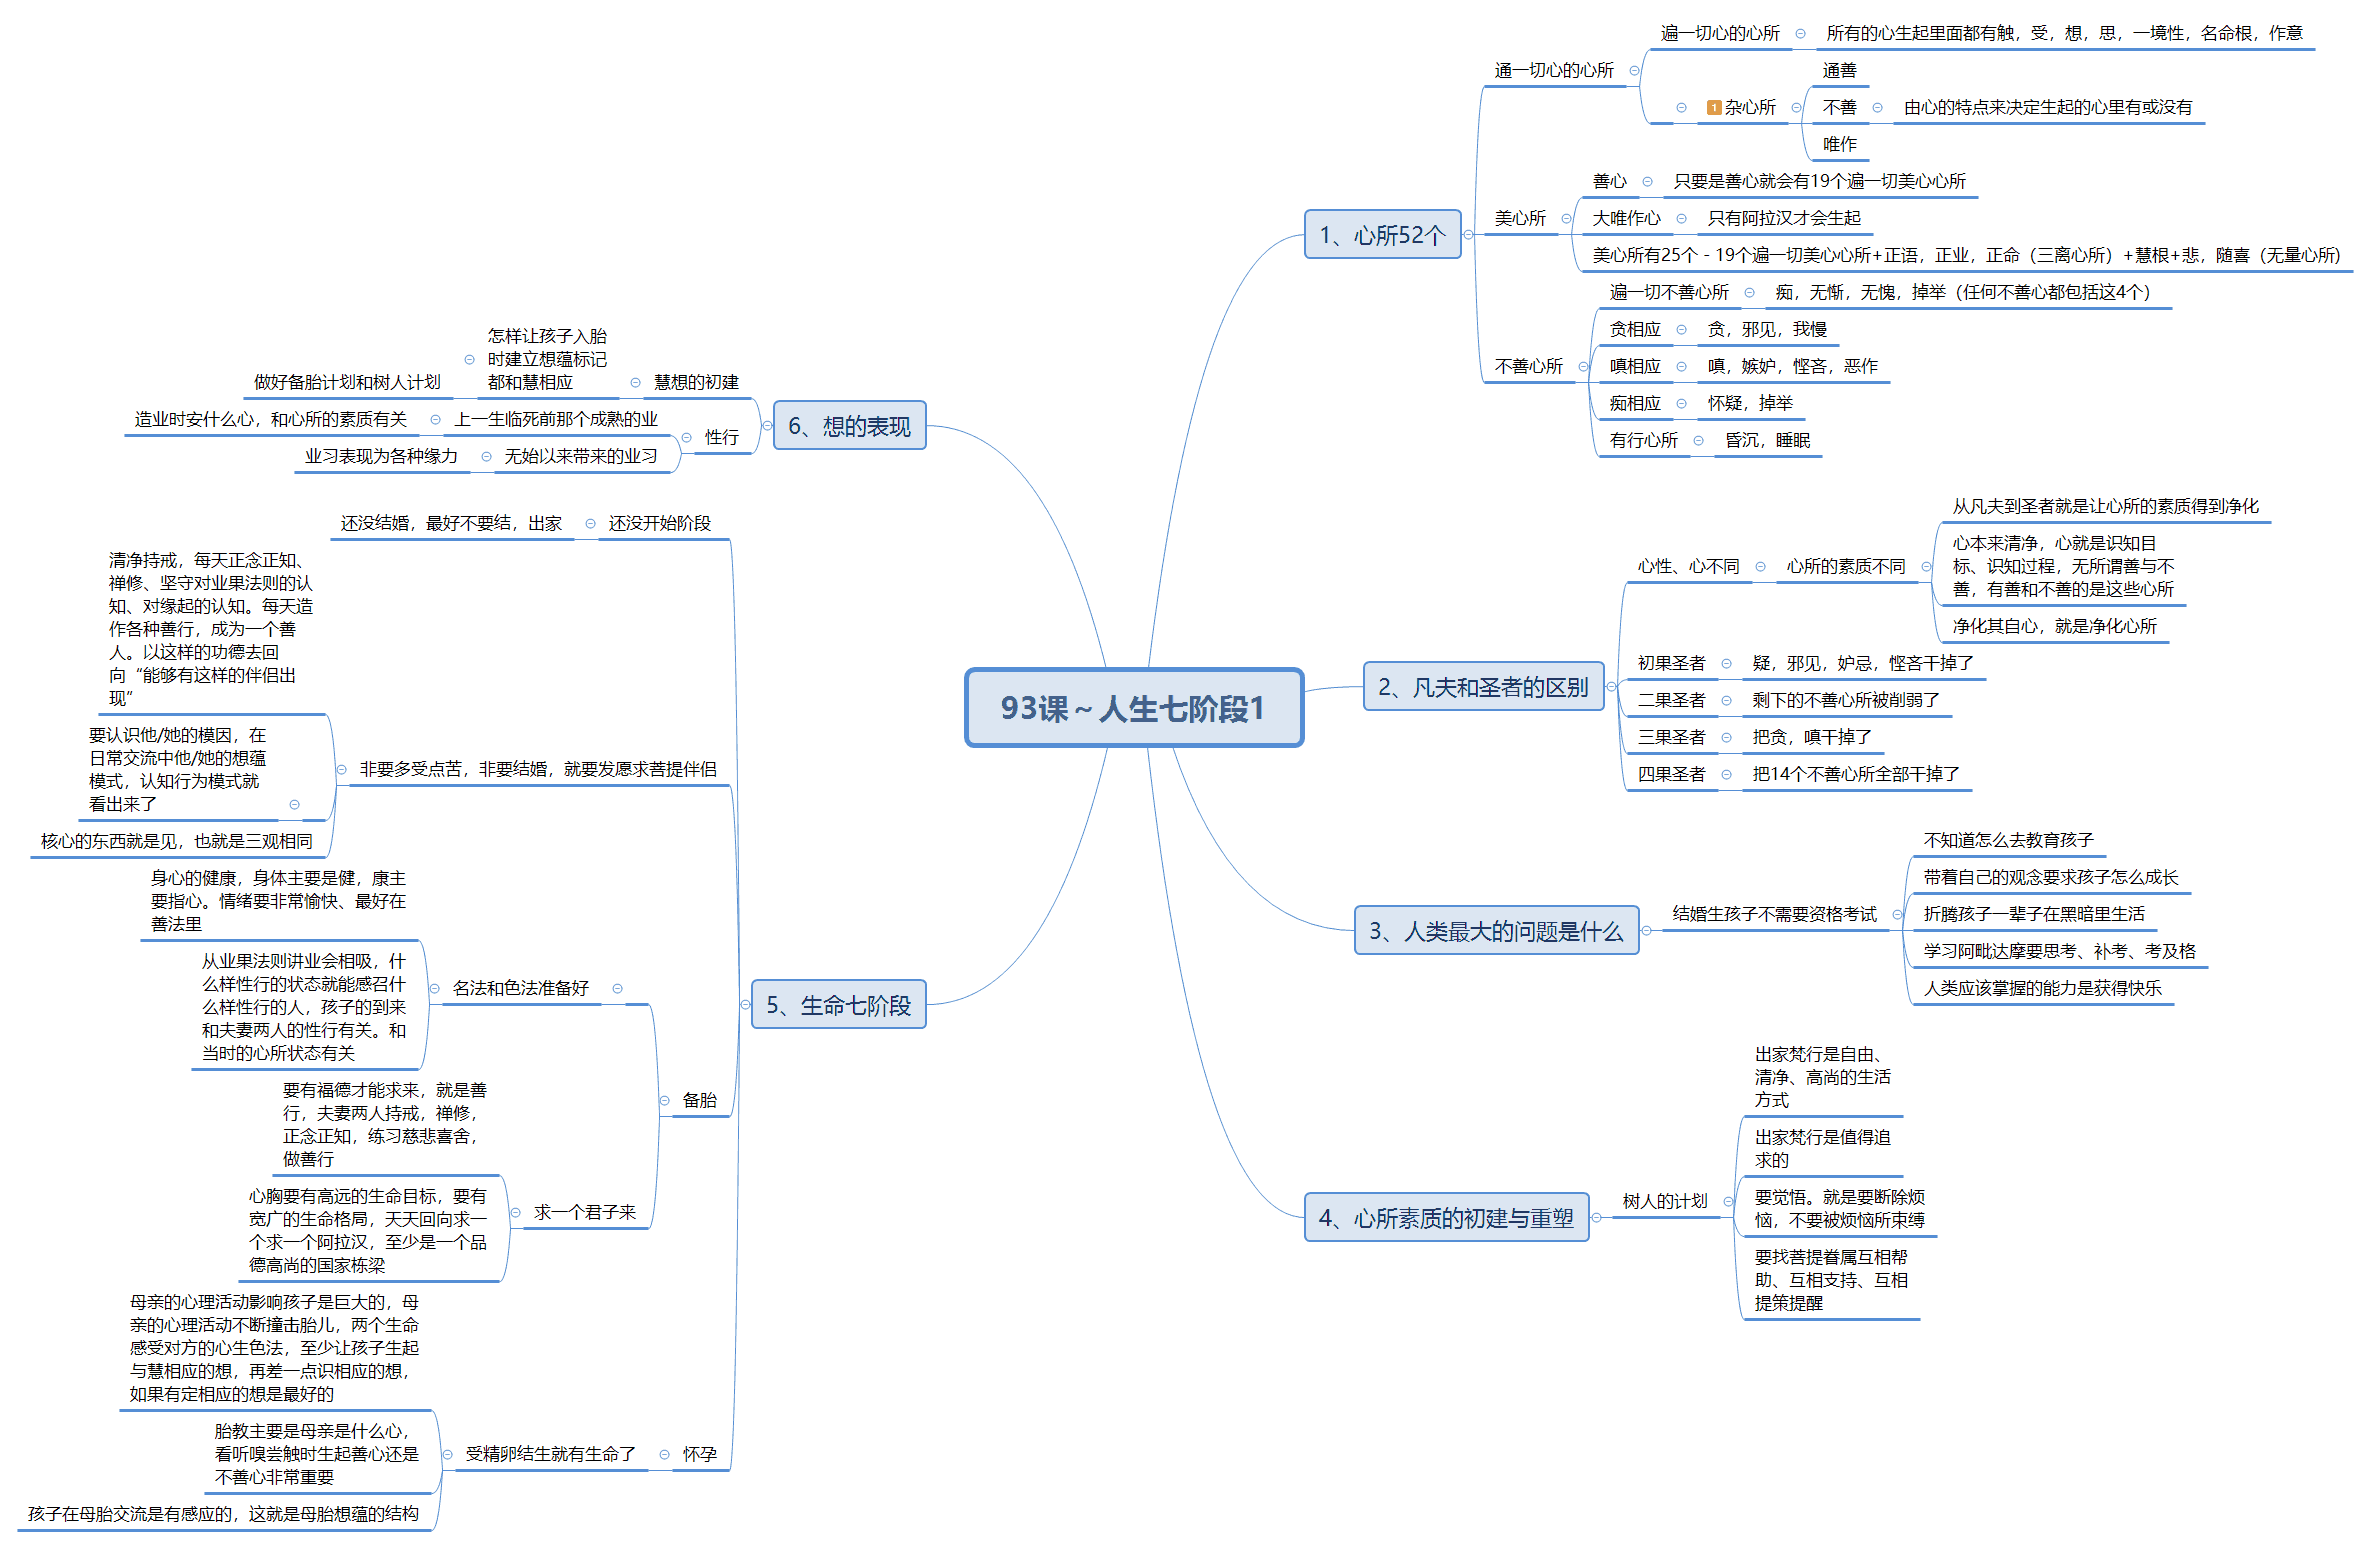 93课～人生七阶段1
1、心所52个
通一切心的心所
遍一切心的心所
所有的心生起里面都有触，受，想，思，一境性，名命根，作意
1
杂心所
通善
不善
由心的特点来决定生起的心里有或没有
唯作
美心所
善心
只要是善心就会有19个遍一切美心心所
大唯作心
只有阿拉汉才会生起
美心所有25个 - 19个遍一切美心心所+正语，正业，正命（三离心所）+慧根+悲，随喜（无量心所）
不善心所
遍一切不善心所
痴，无惭，无愧，掉举（任何不善心都包括这4个）
贪相应
贪，邪见，我慢
嗔相应
嗔，嫉妒，悭吝，恶作
痴相应
怀疑，掉举
有行心所
昏沉，睡眠
2、凡夫和圣者的区别
心性、心不同
心所的素质不同
从凡夫到圣者就是让心所的素质得到净化
心本来清净，心就是识知目
标、识知过程，无所谓善与不
善，有善和不善的是这些心所
净化其自心，就是净化心所
初果圣者
疑，邪见，妒忌，悭吝干掉了
二果圣者
剩下的不善心所被削弱了
三果圣者
把贪，嗔干掉了
四果圣者
把14个不善心所全部干掉了
3、人类最大的问题是什么
结婚生孩子不需要资格考试
不知道怎么去教育孩子
带着自己的观念要求孩子怎么成长
折腾孩子一辈子在黑暗里生活
学习阿毗达摩要思考、补考、考及格
人类应该掌握的能力是获得快乐
4、心所素质的初建与重塑
树人的计划
出家梵行是自由、
清净、高尚的生活
方式
出家梵行是值得追
求的
要觉悟。就是要断除烦
恼，不要被烦恼所束缚
要找菩提眷属互相帮
助、互相支持、互相
提策提醒
5、生命七阶段
还没开始阶段
还没结婚，最好不要结，出家
非要多受点苦，非要结婚，就要发愿求菩提伴侣
清净持戒，每天正念正知、
禅修、坚守对业果法则的认
知、对缘起的认知。每天造
作各种善行，成为一个善
人。以这样的功德去回
向“能够有这样的伴侣出
现”
要认识他/她的模因，在
日常交流中他/她的想蕴
模式，认知行为模式就
看出来了
核心的东西就是见，也就是三观相同
备胎
名法和色法准备好
身心的健康，身体主要是健，康主
要指心。情绪要非常愉快、最好在
善法里
从业果法则讲业会相吸，什
么样性行的状态就能感召什
么样性行的人，孩子的到来
和夫妻两人的性行有关。和
当时的心所状态有关
求一个君子来
要有福德才能求来，就是善
行，夫妻两人持戒，禅修，
正念正知，练习慈悲喜舍，
做善行
心胸要有高远的生命目标，要有
宽广的生命格局，天天回向求一
个求一个阿拉汉，至少是一个品
德高尚的国家栋梁
怀孕
受精卵结生就有生命了
母亲的心理活动影响孩子是巨大的，母
亲的心理活动不断撞击胎儿，两个生命
感受对方的心生色法，至少让孩子生起
与慧相应的想，再差一点识相应的想，
如果有定相应的想是最好的
胎教主要是母亲是什么心，
看听嗅尝触时生起善心还是
不善心非常重要
孩子在母胎交流是有感应的，这就是母胎想蕴的结构
6、想的表现
慧想的初建
怎样让孩子入胎
时建立想蕴标记
都和慧相应
做好备胎计划和树人计划
性行
上一生临死前那个成熟的业
造业时安什么心，和心所的素质有关
无始以来带来的业习
业习表现为各种缘力